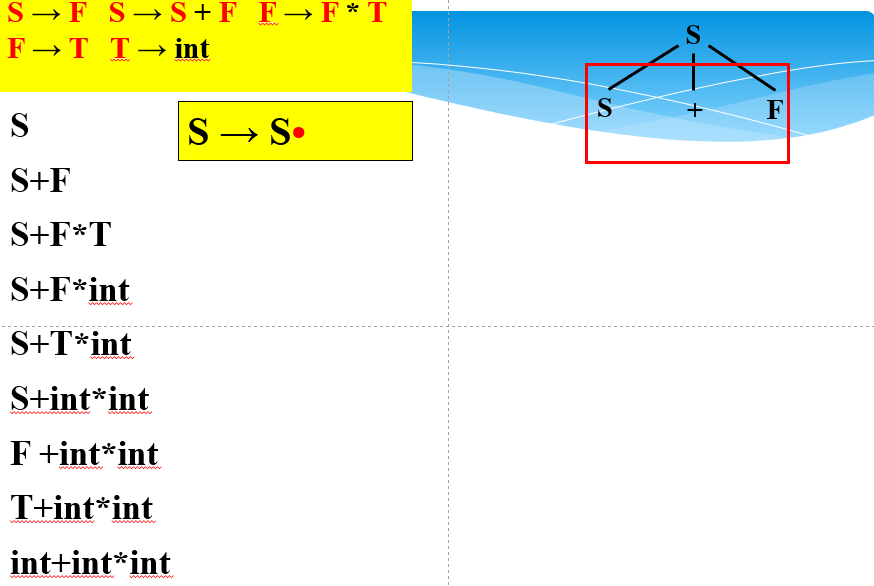 S → F S → S + F F → F * T
F → T T → int
S
S → S•
S+F
S+F*T
S+F*int
S+T*int
S+int*int
F +int*int
T+int*int
int+int*int
S
S + F